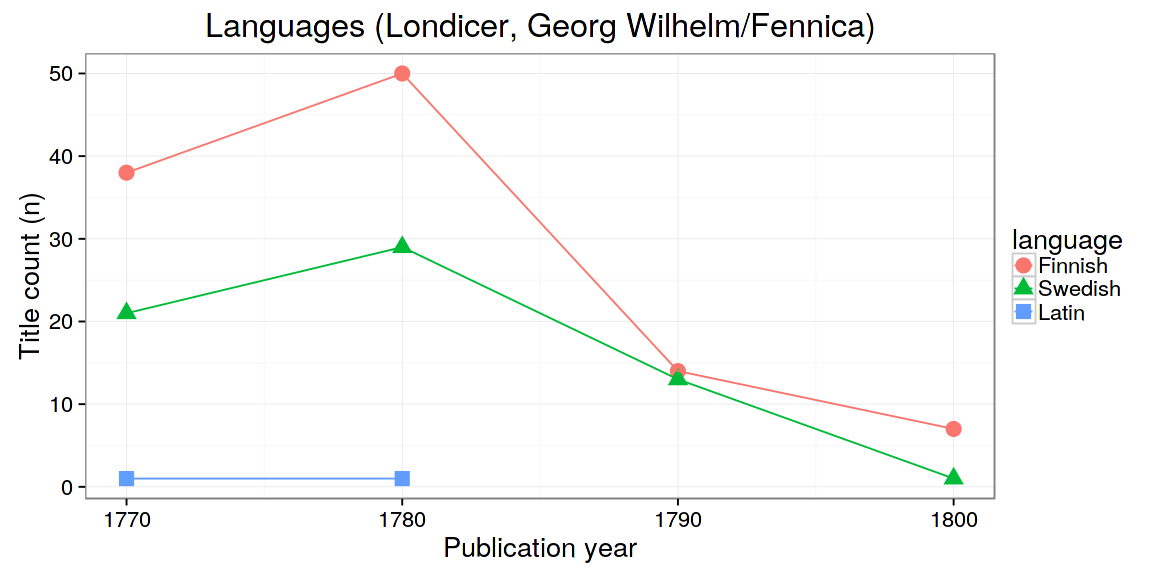 Languages (Londicer, Georg Wilhelm/Fennica)
Title count (n)
50
40
30
20
10
0
1770
1780
1790
1800
Publication year
language
Finnish
Swedish
Latin